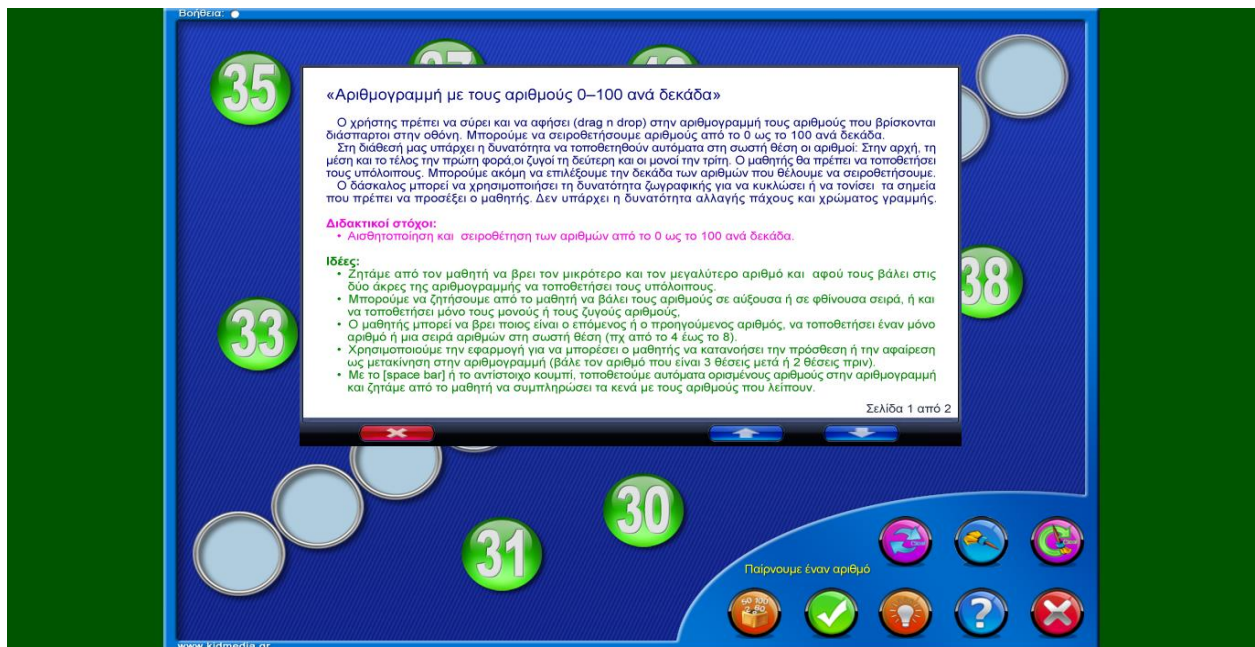 Βοήθεια:
35
«Αριθμογραμμή με τους αριθμούς 0–100 ανά δεκάδα»
Ο χρήστης πρέπει να σύρει και να αφήσει (drag n drop) στην αριθμογραμμή τους αριθμούς που βρίσκονται
διάσπαρτοι στην οθόνη. Μπορούμε να σειροθετήσουμε αριθμούς από το 0 ως το 100 ανά δεκάδα.
Στη διάθεσή μας υπάρχει η δυνατότητα να τοποθετηθούν αυτόματα στη σωστή θέση οι αριθμοί: Στην αρχή, τη
μέση και το τέλος την πρώτη φορά,οι ζυγοί τη δεύτερη και οι μονοί την τρίτη. Ο μαθητής θα πρέπει να τοποθετήσει
τους υπόλοιπους. Μπορούμε ακόμη να επιλέξουμε την δεκάδα των αριθμών που θέλουμε να σειροθετήσουμε.
Ο δάσκαλος μπορεί να χρησιμοποιήσει τη δυνατότητα ζωγραφικής για να κυκλώσει ή να τονίσει τα σημεία
που πρέπει να προσέξει ο μαθητής. Δεν υπάρχει η δυνατότητα αλλαγής πάχους και χρώματος γραμμής.
Διδακτικοί στόχοι:
• Αισθητοποίηση και σειροθέτηση των αριθμών από το 0 ως το 100 ανά δεκάδα.
Ιδέες:
• Ζητάμε από τον μαθητή να βρει τον μικρότερο και τον μεγαλύτερο αριθμό και αφού τους βάλει στις
δύο άκρες της αριθμογραμμής να τοποθετήσει τους υπόλοιπους.
• Μπορούμε να ζητήσουμε από το μαθητή να βάλει τους αριθμούς σε αύξουσα ή σε φθίνουσα σειρά, ή και
να τοποθετήσει μόνο τους μονούς ή τους ζυγούς αριθμούς,
• Ο μαθητής μπορεί να βρει ποιος είναι ο επόμενος ή ο προηγούμενος αριθμός, να τοποθετήσει έναν μόνο
αριθμό ή μια σειρά αριθμών στη σωστή θέση (πχ από το 4 έως το 8).
• Χρησιμοποιούμε την εφαρμογή για να μπορέσει ο μαθητής να κατανοήσει την πρόσθεση ή την αφαίρεση
ως μετακίνηση στην αριθμογραμμή (βάλε τον αριθμό που είναι 3 θέσεις μετά ή 2 θέσεις πριν).
• Με το [space bar] ή το αντίστοιχο κουμπί, τοποθετούμε αυτόματα ορισμένους αριθμούς στην αριθμογραμμή
και ζητάμε από το μαθητή να συμπληρώσει τα κενά με τους αριθμούς που λείπουν.
Σελίδα 1 από 2
33
38
30
31
Παίρνουμε έναν αριθμό
www.kidmedia.gr